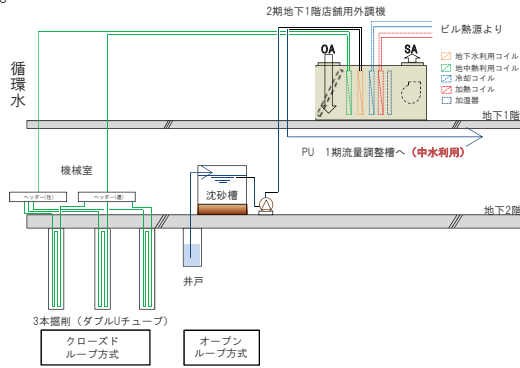 2期地下1階店舗用外調機
ビル熱源より
OA
SA
地下水利用コイル
地中熱利用コイル
冷却コイル
加熱コイル
加湿器
循環水
地下1階
PU 1期流量調整槽へ（中水利用）
機械室
ヘッダー(往)
ヘッダー(還)
沈砂槽
地下2階
井戸
3本掘削（ダブルUチューブ）
クローズド
ループ方式
オープン
ループ方式